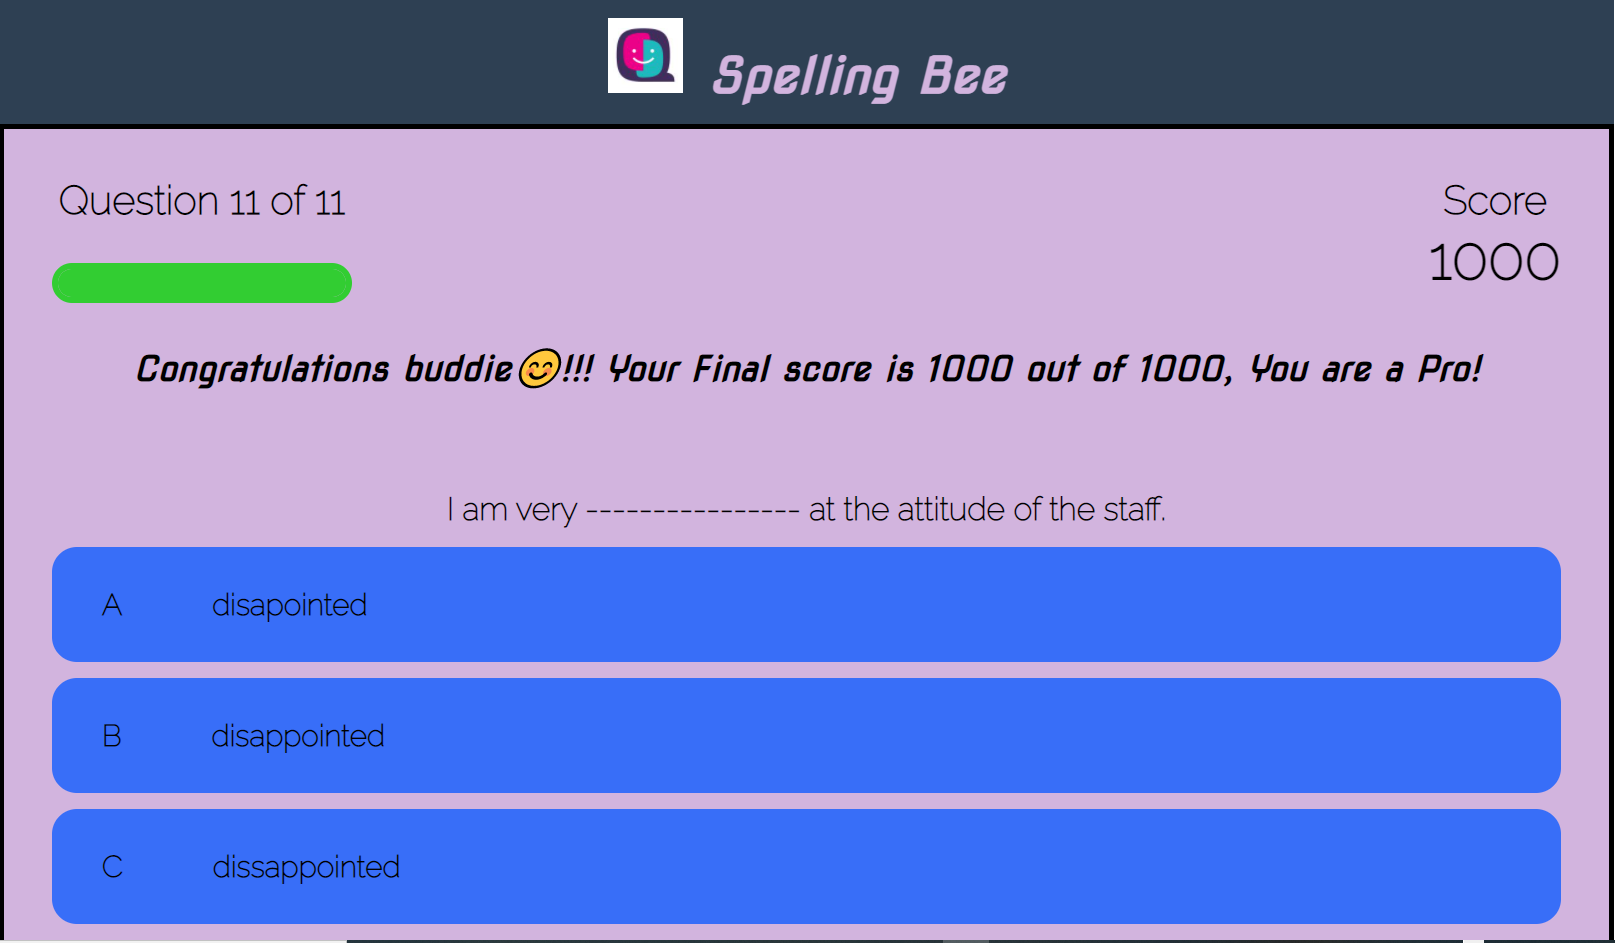 Spelling Bee
Question 11 of 11
Score
1000
Congratulations buddie😊!!! Your Final score is 1000 out of 1000, You are a Pro!
I am very ---------------- at the attitude of the staff.
A disapointed
B disappointed
C dissappointed